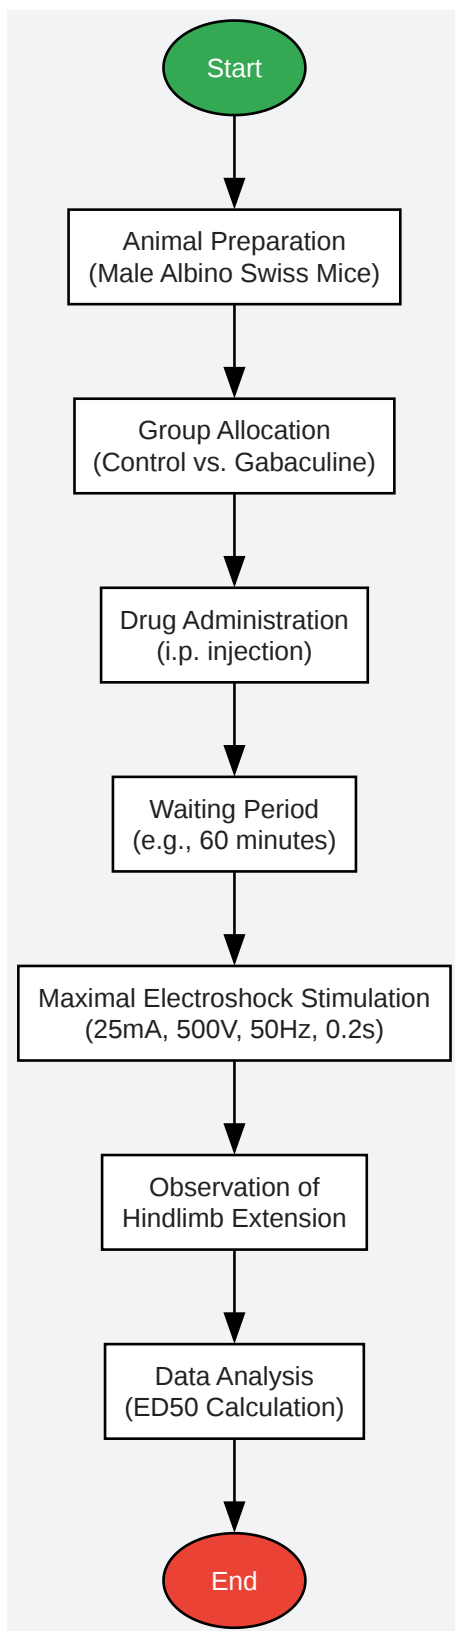 Start
Animal Preparation
(Male Albino Swiss Mice)
Group Allocation
(Control vs. Gabaculine)
Drug Administration
(i.p. injection)
Waiting Period
(e.g., 60 minutes)
Maximal Electroshock Stimulation
(25mA, 500V, 50Hz, 0.2s)
Observation of
Hindlimb Extension
Data Analysis
(ED50 Calculation)
End